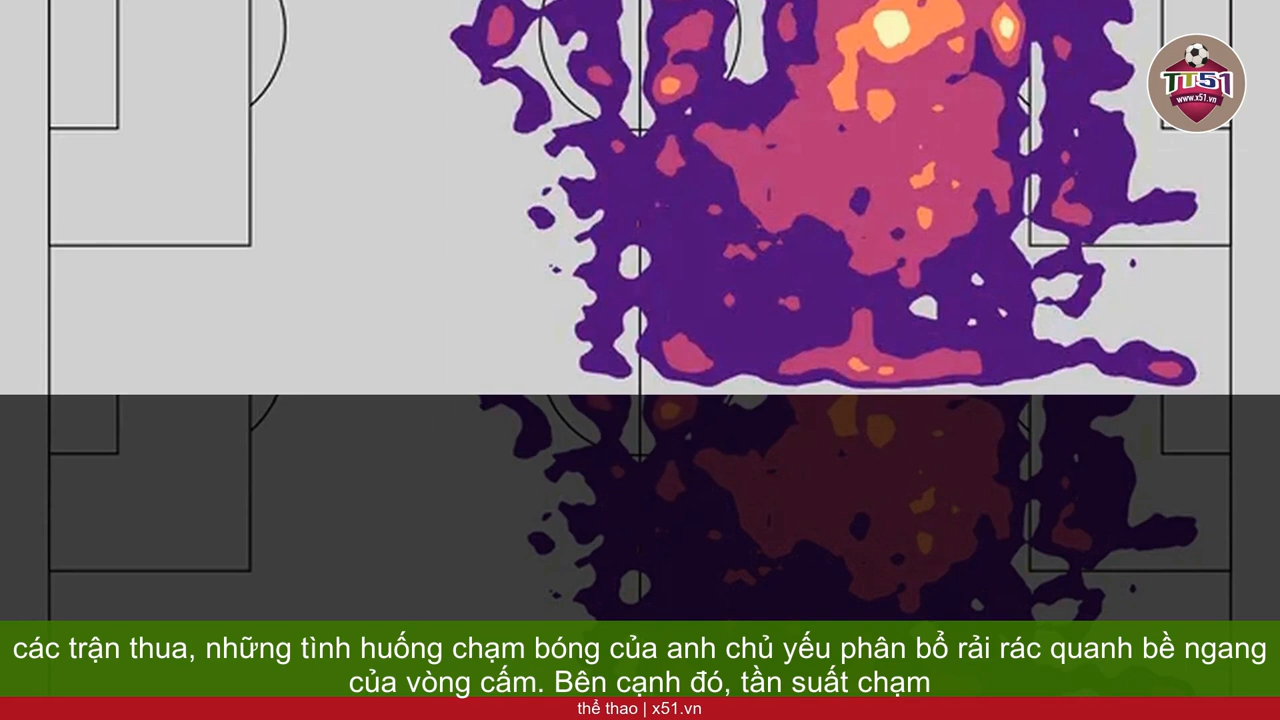 TT51
www.x51.vn
các trận thua, những tình huống chạm bóng của anh chủ yếu phân bổ rải rác quanh bề ngang
của vòng cấm. Bên cạnh đó, tần suất chạm
thể thao | x51.vn